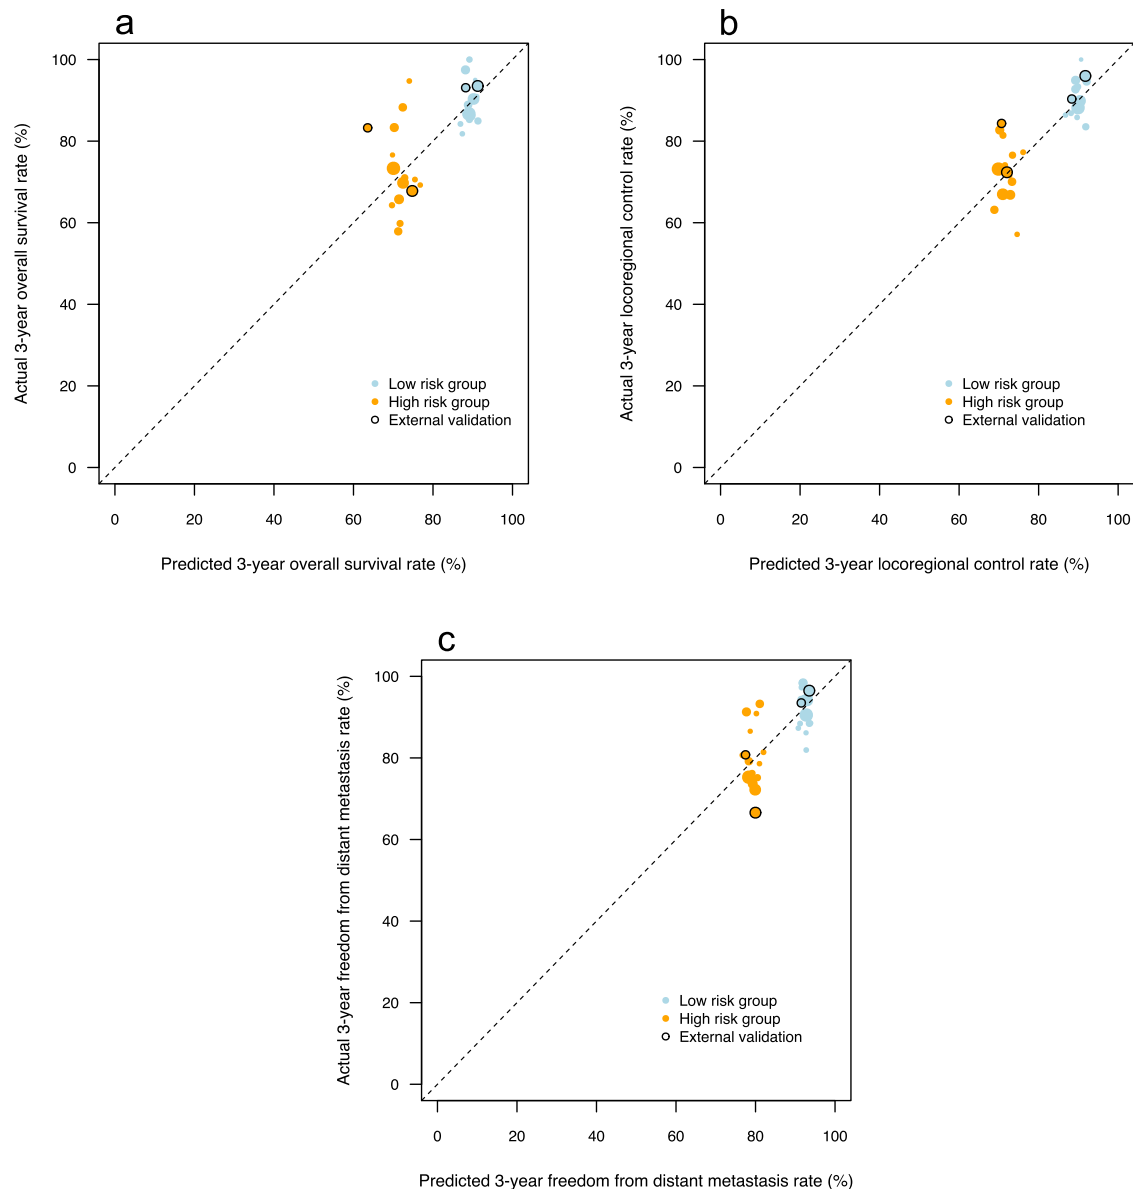 a
Actual 3-year overall survival rate (%)
100
80
60
40
20
0
Low risk group
High risk group
External validation
0 20 40 60 80 100
Predicted 3-year overall survival rate (%)
b
Actual 3-year locoregional control rate (%)
100
80
60
40
20
0
Low risk group
High risk group
External validation
0 20 40 60 80 100
Predicted 3-year locoregional control rate (%)
c
Actual 3-year freedom from distant metastasis rate (%)
100
80
60
40
20
0
Low risk group
High risk group
External validation
0 20 40 60 80 100
Predicted 3-year freedom from distant metastasis rate (%)